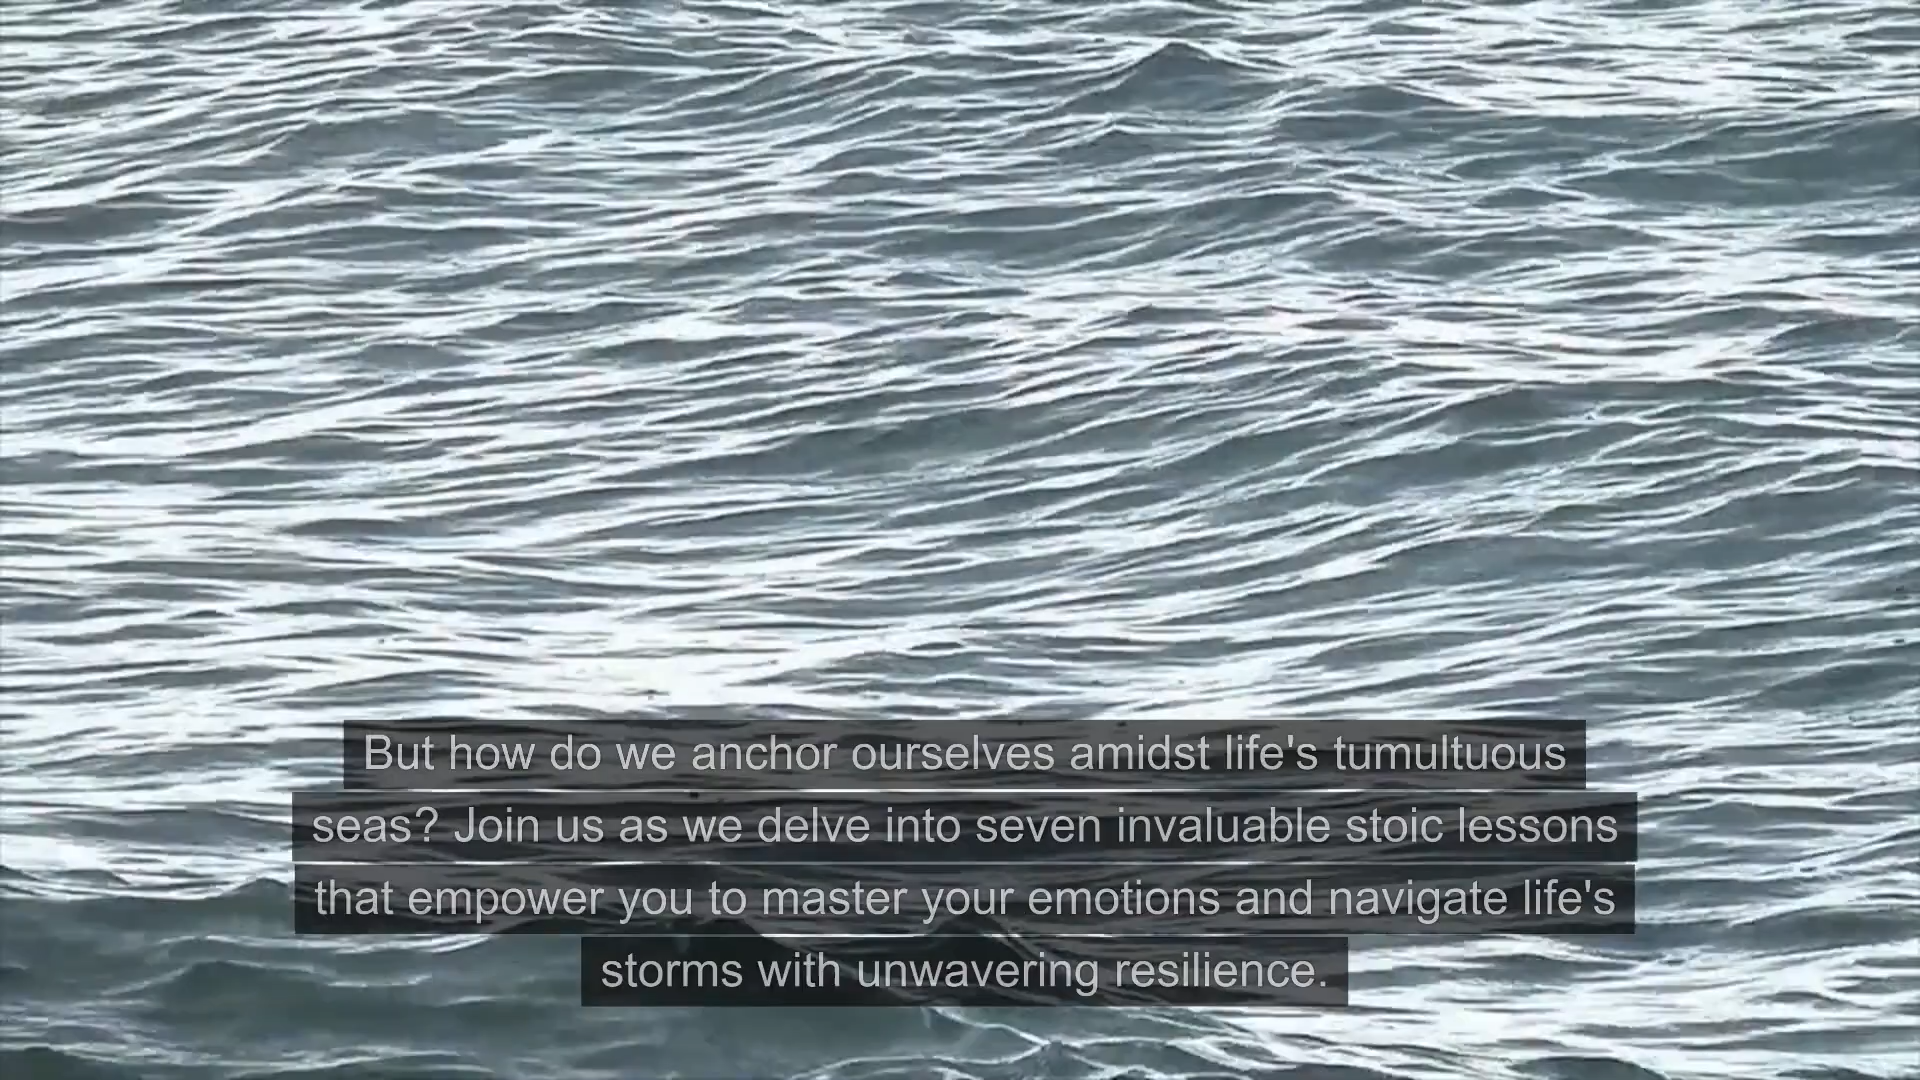 But how do we anchor ourselves amidst life's tumultuous
seas? Join us as we delve into seven invaluable stoic lessons
that empower you to master your emotions and navigate life's
storms with unwavering resilience.